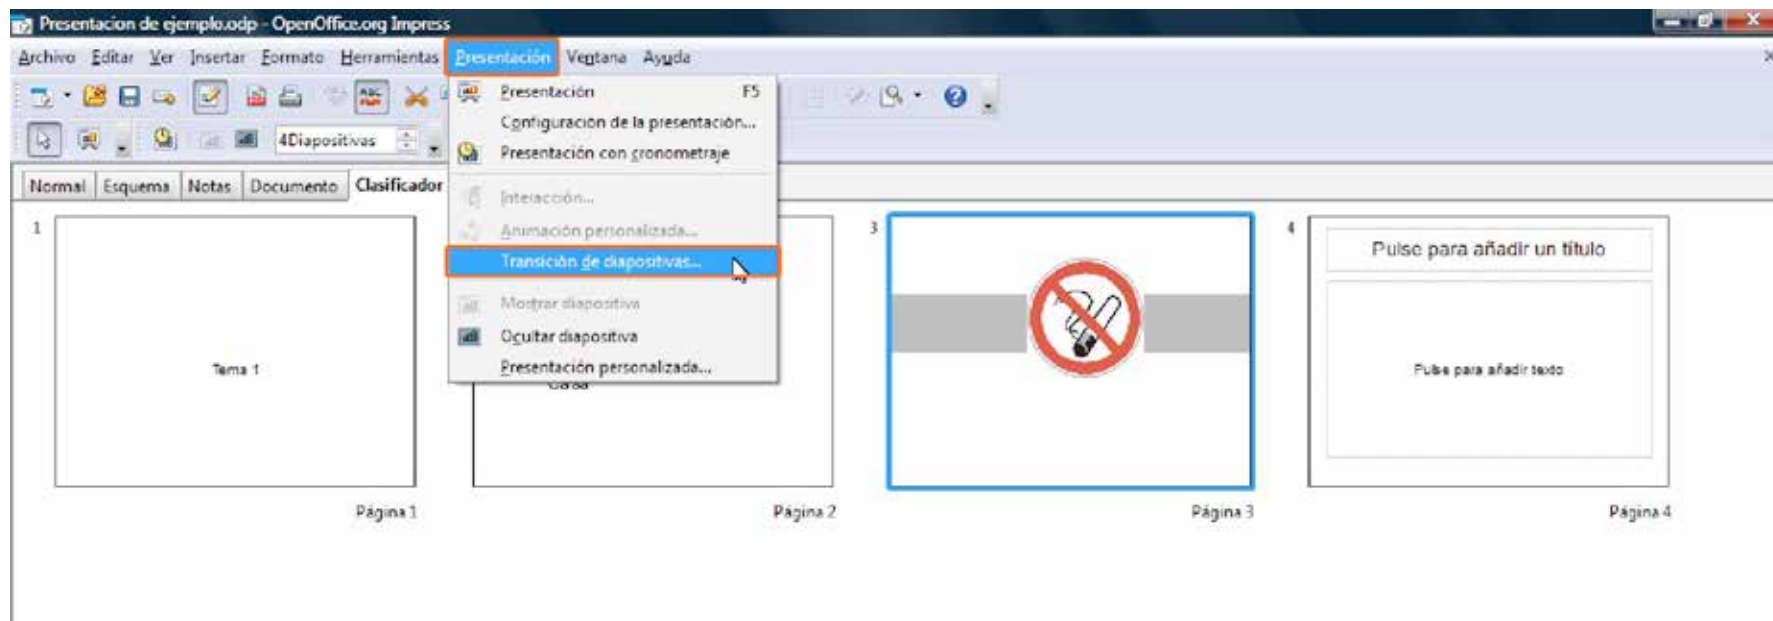 Presentacion de ejemplo.odp - OpenOffice.org Impress
Archivo Editar Ver Insertar Formato Herramientas Presentación Ventana Ayuda
Presentación F5
Configuración de la presentación...
4Diapositivas
Presentación con cronometraje
Normal Esquema Notas Documento Clasificador
Interacción...
Animación personalizada...
Transición de diapositivas...
Mostrar diapositiva
Ocultar diapositiva
Presentación personalizada...
1
Tema 1
Página 1
Página 2
3
Página 3
4
Pulse para añadir un título
Pulse para añadir texto
Página 4